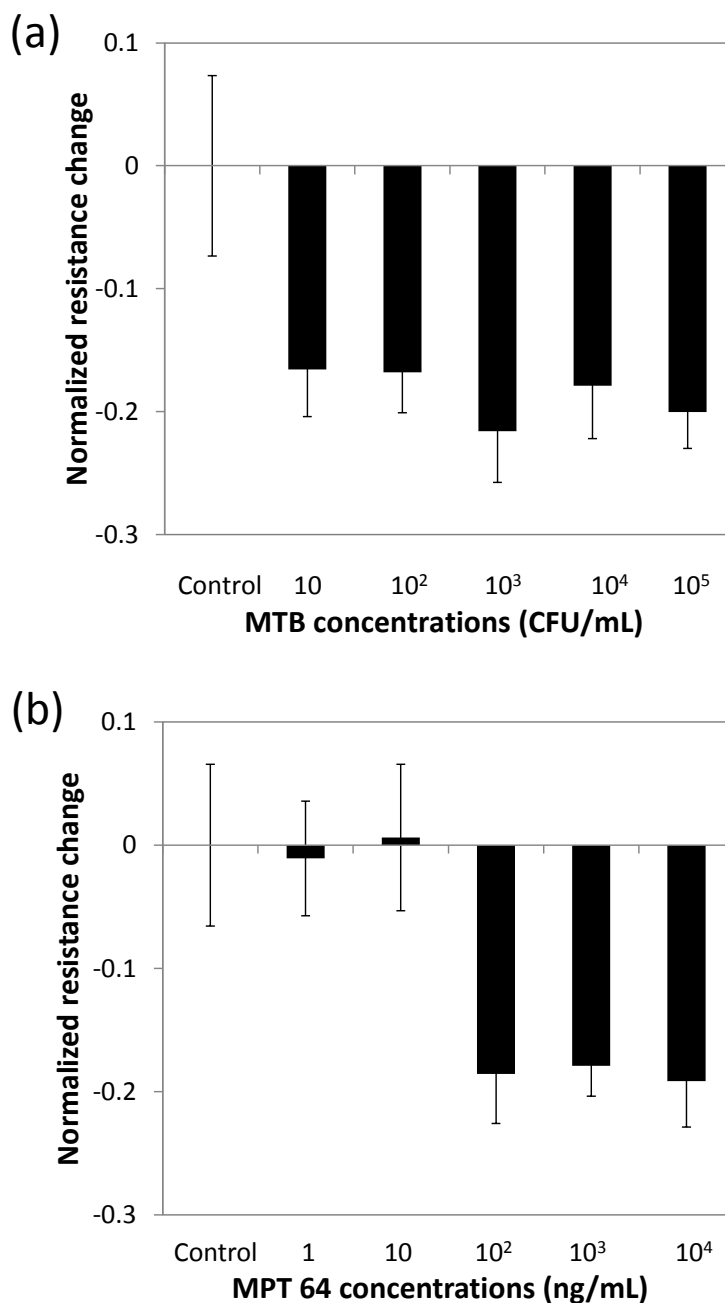 (a)
Normalized resistance change
0.1
0
-0.1
-0.2
-0.3
Control 10 10² 10³ 10⁴ 10⁵
MTB concentrations (CFU/mL)
(b)
Normalized resistance change
0.1
0
-0.1
-0.2
-0.3
Control 1 10 10² 10³ 10⁴
MPT 64 concentrations (ng/mL)